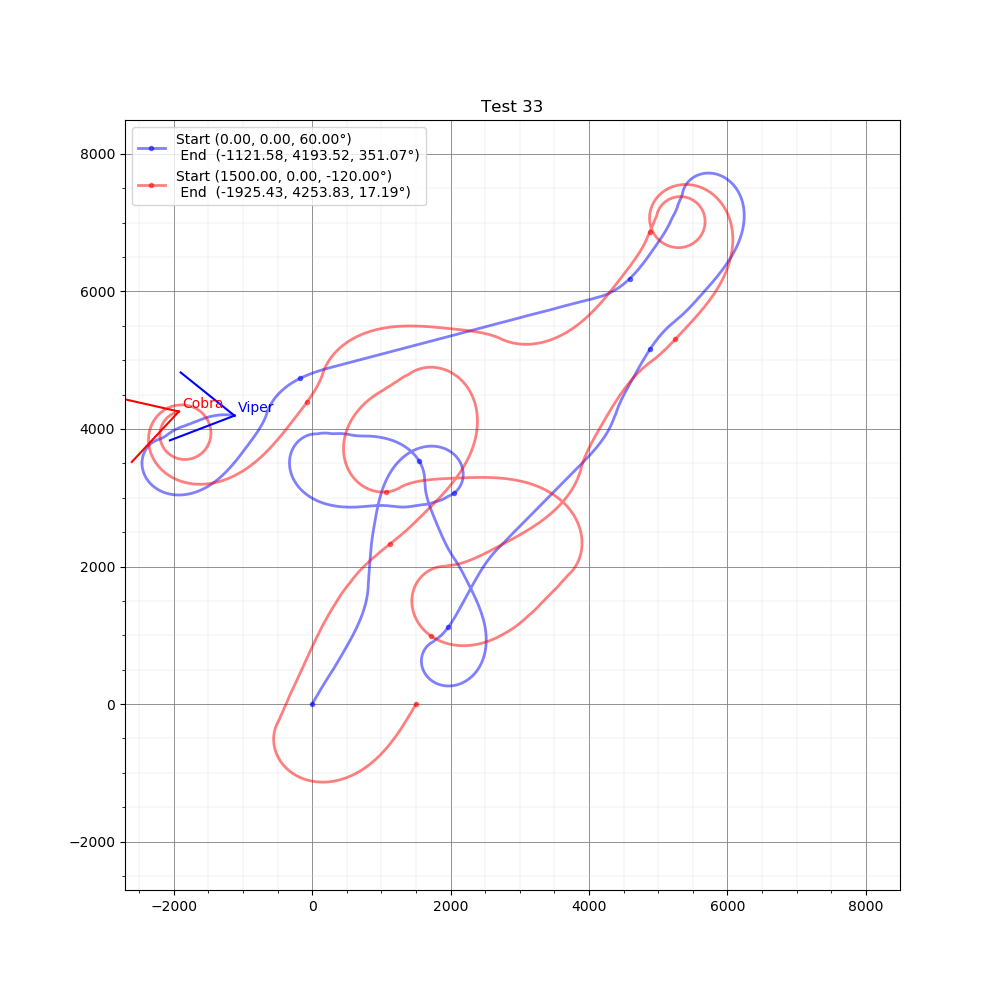 Test 33
Start (0.00, 0.00, 60.00°)
End  (-1121.58, 4193.52, 351.07°)
Start (1500.00, 0.00, -120.00°)
End  (-1925.43, 4253.83, 17.19°)
8000
6000
4000
2000
0
−2000
Cobra
Viper
−2000
0
2000
4000
6000
8000